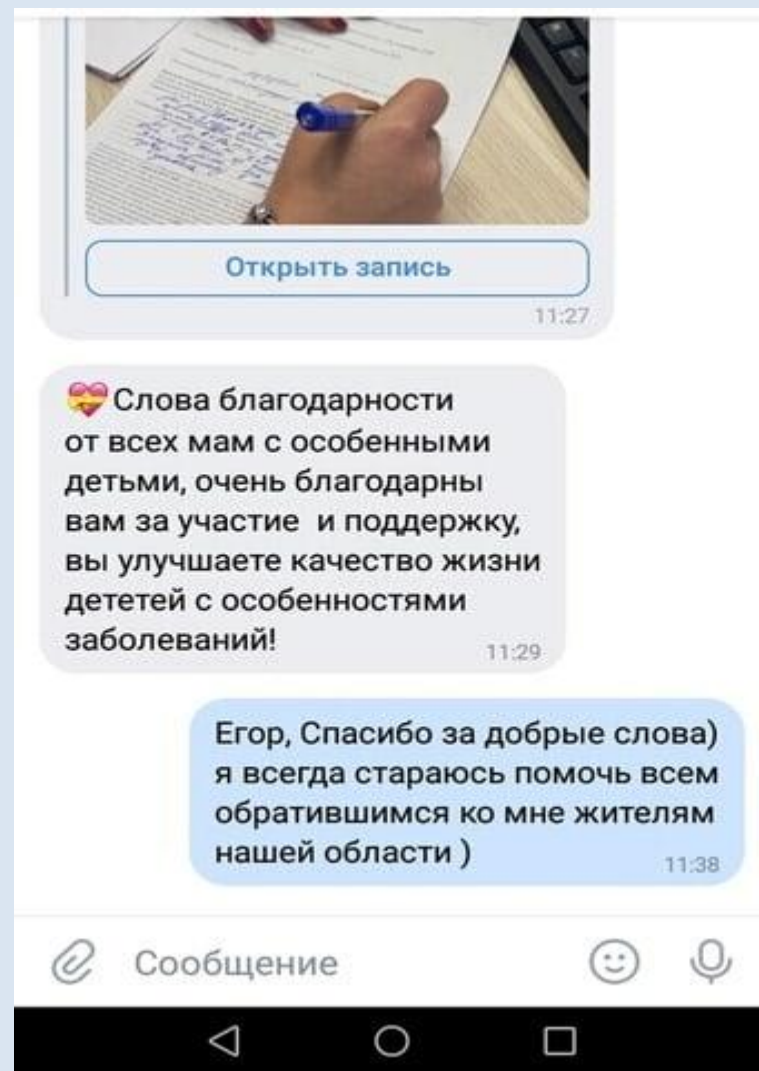 Открыть запись
11:27
Слова благодарности
от всех мам с особенными
детьми, очень благодарны
вам за участие и поддержку,
вы улучшаете качество жизни
дететей с особенностями
заболеваний!
11:29
Егор, Спасибо за добрые слова)
я всегда стараюсь помочь всем
обратившимся ко мне жителям
нашей области )
11:38
Сообщение